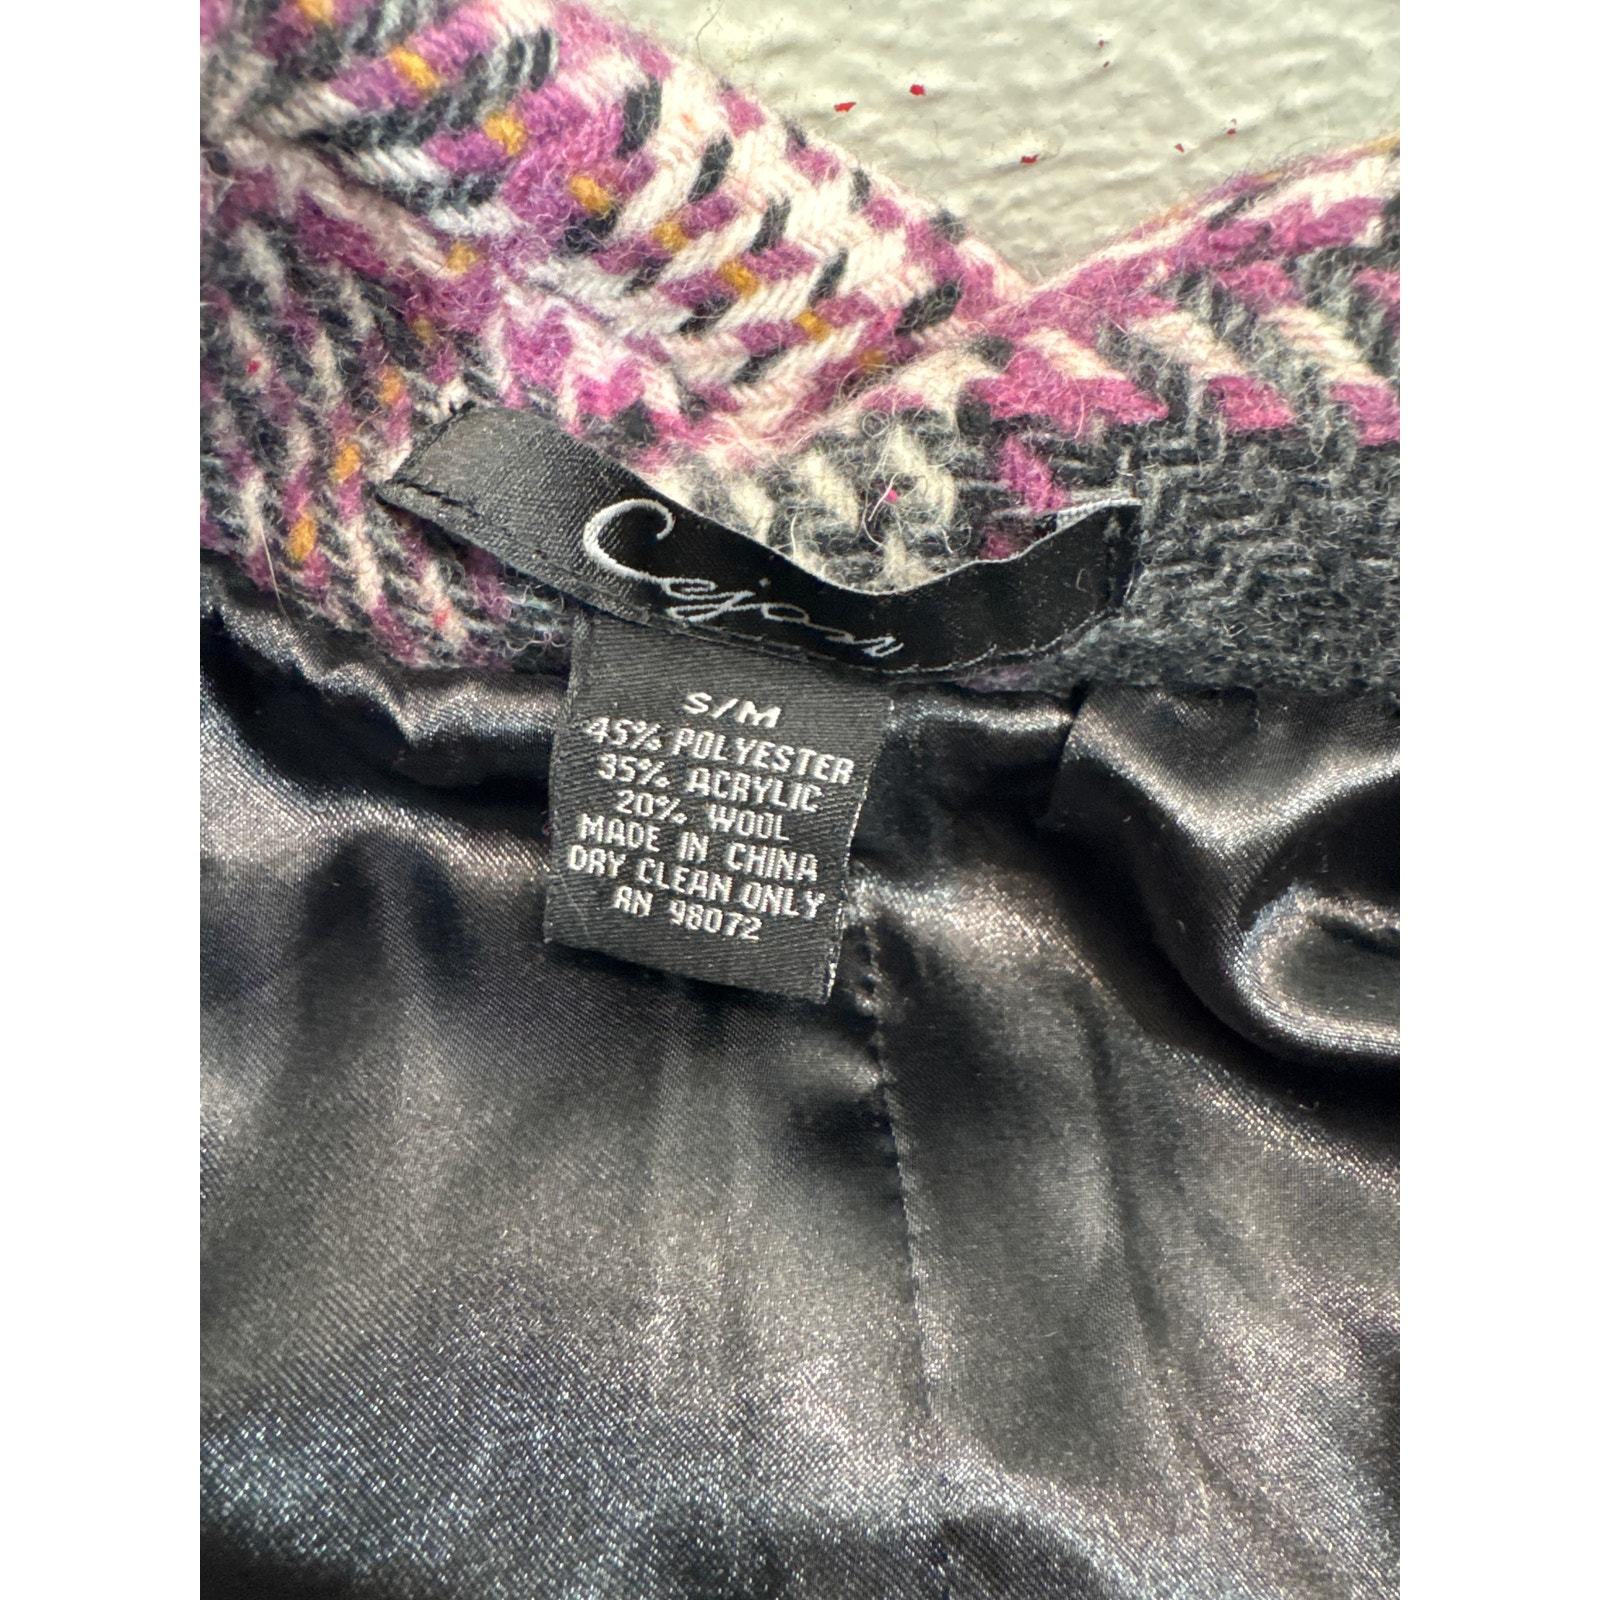 Cejon
S/M
45% POLYESTER
35% ACRYLIC
20% WOOL
MADE IN CHINA
DRY CLEAN ONLY
RN 98072